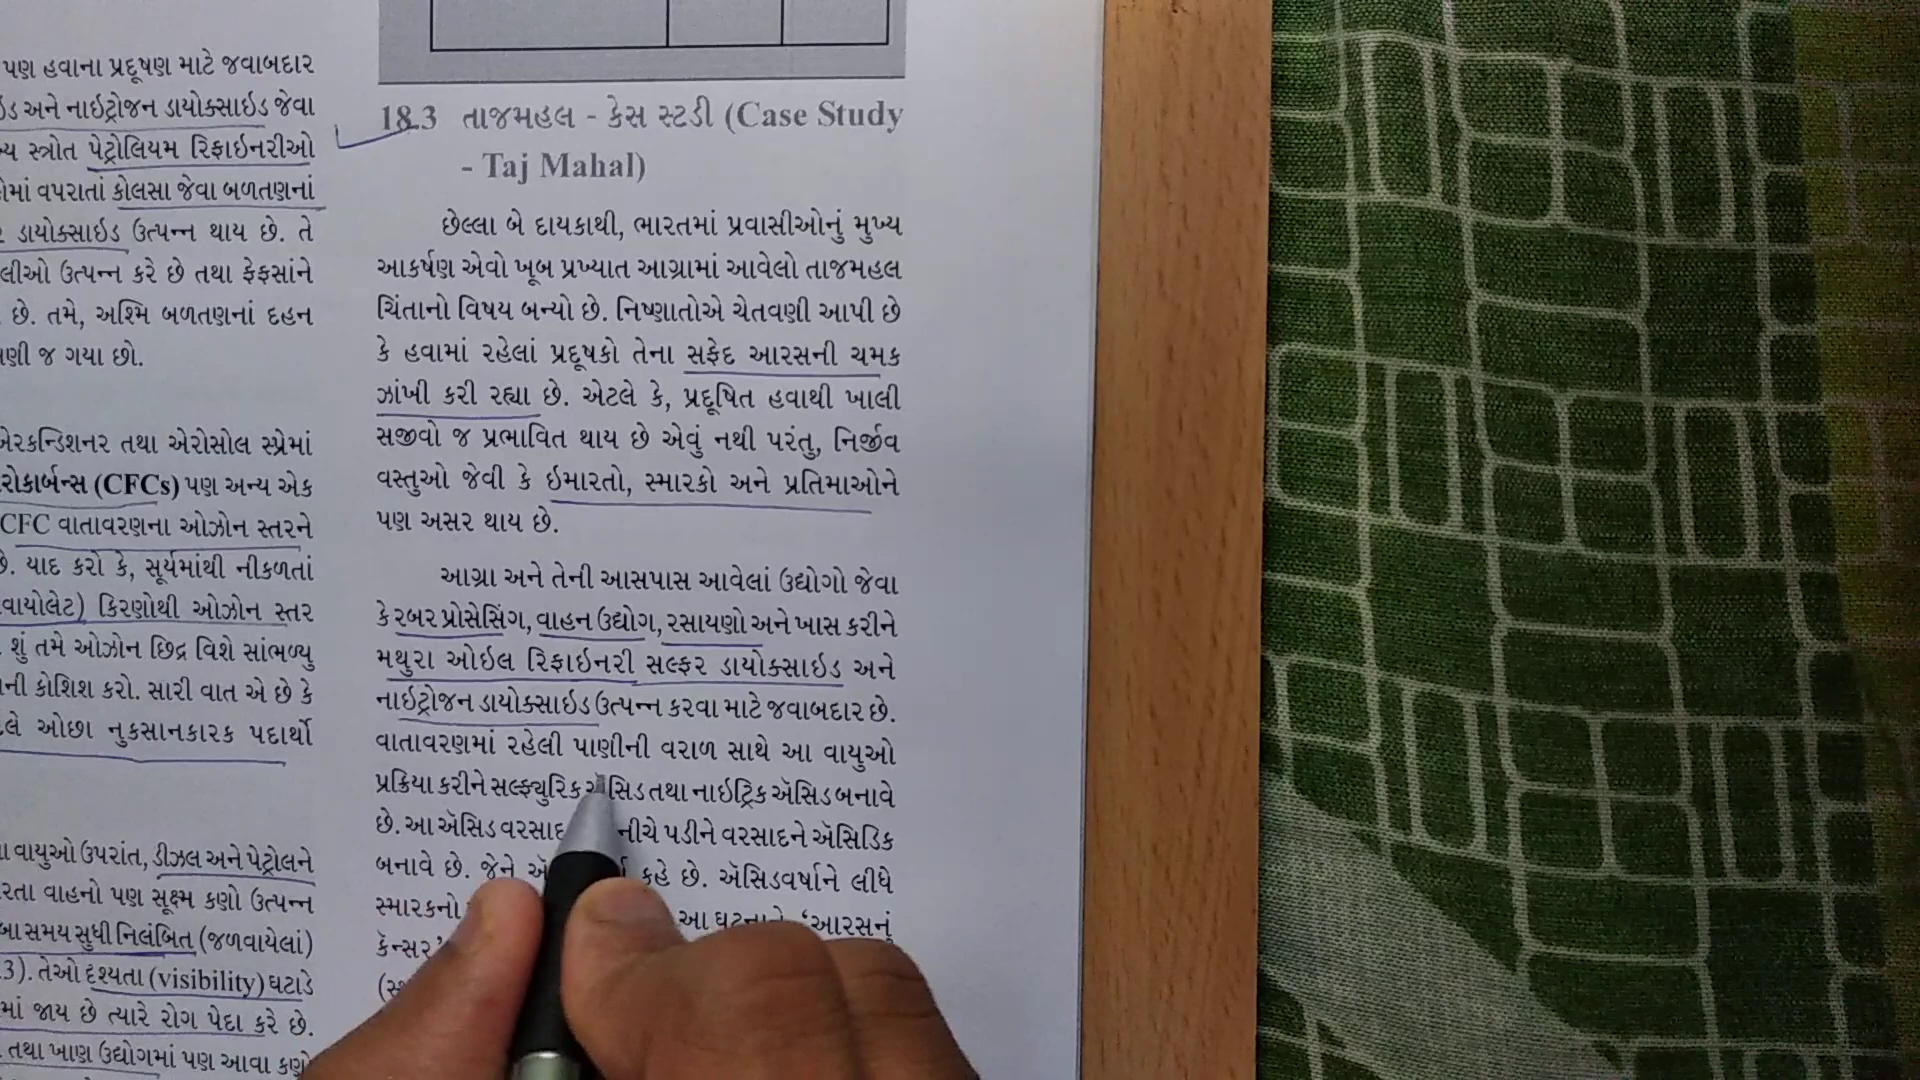 પણ હવાના પ્રદૂષણ માટે જવાબદાર
અને નાઇટ્રોજન ડાયોક્સાઇડ જેવા
સ્ત્રોત પેટ્રોલિયમ રિફાઇનરીઓ
વપરાતાં કોલસા જેવા બળતણનાં
ડાયોક્સાઇડ ઉત્પન્ન થાય છે. તે
ઉત્પન્ન કરે છે તથા ફેફસાંને
છે. તમે, અશ્મિ બળતણનાં દહન
જ ગયા છો.
એરકન્ડિશનર તથા એરોસોલ સ્પ્રેમાં
(CFCs) પણ અન્ય એક
CFC વાતાવરણના ઓઝોન સ્તરને
છે. યાદ કરો કે, સૂર્યમાંથી નીકળતાં
કિરણોથી ઓઝોન સ્તર
શું તમે ઓઝોન છિદ્ર વિશે સાંભળ્યુ
કોશિશ કરો. સારી વાત એ છે કે
ઓછા નુકસાનકારક પદાર્થો
વાયુઓ ઉપરાંત, ડીઝલ અને પેટ્રોલને
વાહનો પણ સૂક્ષ્મ કણો ઉત્પન્ન
સમય સુધી નિલંબિત (જળવાયેલાં)
તેઓ દૃશ્યતા (visibility) ઘટાડે
જાય છે ત્યારે રોગ પેદા કરે છે.
તથા ખાણ ઉદ્યોગમાં પણ આવા
18.3 તાજમહલ - કેસ સ્ટડી (Case Study
- Taj Mahal)
છેલ્લા બે દાયકાથી, ભારતમાં પ્રવાસીઓનું મુખ્ય
આકર્ષણ એવો ખૂબ પ્રખ્યાત આગ્રામાં આવેલો તાજમહલ
ચિંતાનો વિષય બન્યો છે. નિષ્ણાતોએ ચેતવણી આપી છે
કે હવામાં રહેલાં પ્રદૂષકો તેના સફેદ આરસની ચમક
ઝાંખી કરી રહ્યા છે. એટલે કે, પ્રદૂષિત હવાથી ખાલી
સજીવો જ પ્રભાવિત થાય છે એવું નથી પરંતુ, નિર્જીવ
વસ્તુઓ જેવી કે ઇમારતો, સ્મારકો અને પ્રતિમાઓને
પણ અસર થાય છે.
આગ્રા અને તેની આસપાસ આવેલાં ઉદ્યોગો જેવા
કે રબર પ્રોસેસિંગ, વાહન ઉદ્યોગ, રસાયણો અને ખાસ કરીને
મથુરા ઓઇલ રિફાઇનરી સલ્ફર ડાયોક્સાઇડ અને
નાઇટ્રોજન ડાયોક્સાઇડ ઉત્પન્ન કરવા માટે જવાબદાર છે.
વાતાવરણમાં રહેલી પાણીની વરાળ સાથે આ વાયુઓ
પ્રક્રિયા કરીને સલ્ફ્યુરિક ઍસિડ તથા નાઇટ્રિક ઍસિડ બનાવે
છે. આ ઍસિડ વરસાદ નીચે પડીને વરસાદને ઍસિડિક
બનાવે છે. જેને કહે છે. ઍસિડવર્ષાને લીધે
સ્મારકનો આ ઘટનાને 'આરસનું
કૅન્સર'